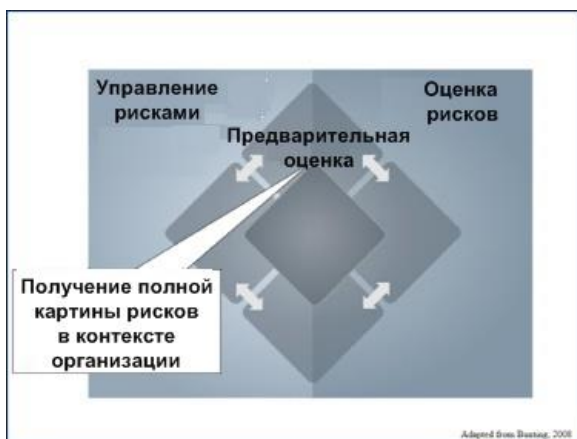 Управление
рисками
Оценка
рисков
Предварительная
оценка
Получение полной
картины рисков
в контексте
организации
Adapted from Bunting, 2008